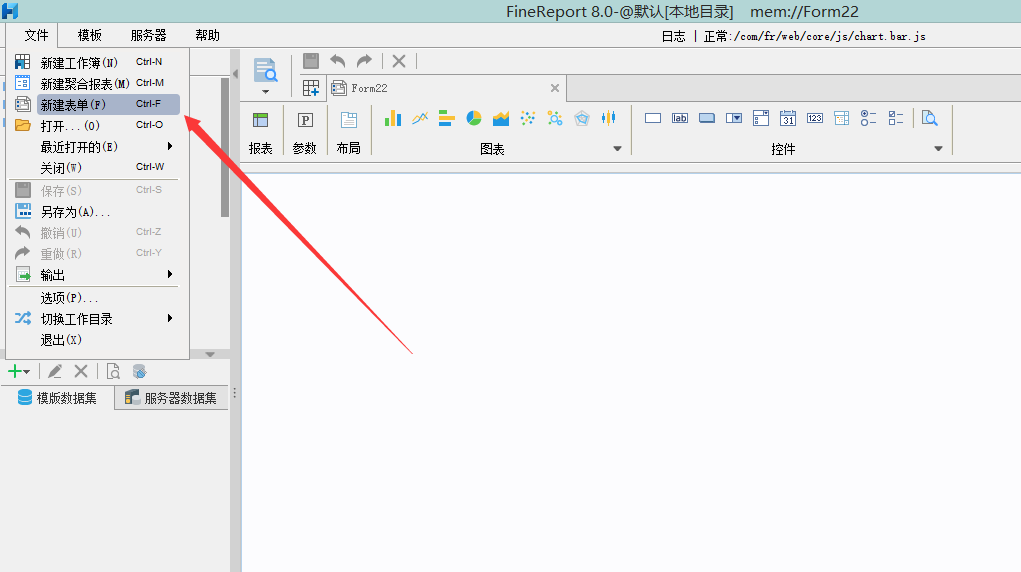 FineReport 8.0-@默认[本地目录] mem://Form22
文件 模板 服务器 帮助 日志 | 正常:/com/fr/web/core/js/chart.bar.js
新建工作簿(N) Ctrl-N
新建聚合报表(M) Ctrl-M
新建表单(F) Ctrl-F
打开...(O) Ctrl-O
最近打开的(E)
关闭(W) Ctrl-W
保存(S) Ctrl-S
另存为(A)...
撤销(U) Ctrl-Z
重做(R) Ctrl-Y
输出
选项(P)...
切换工作目录
退出(X)
Form22
P
lab
31
123
报表 参数 布局 图表 控件
模版数据集 服务器数据集